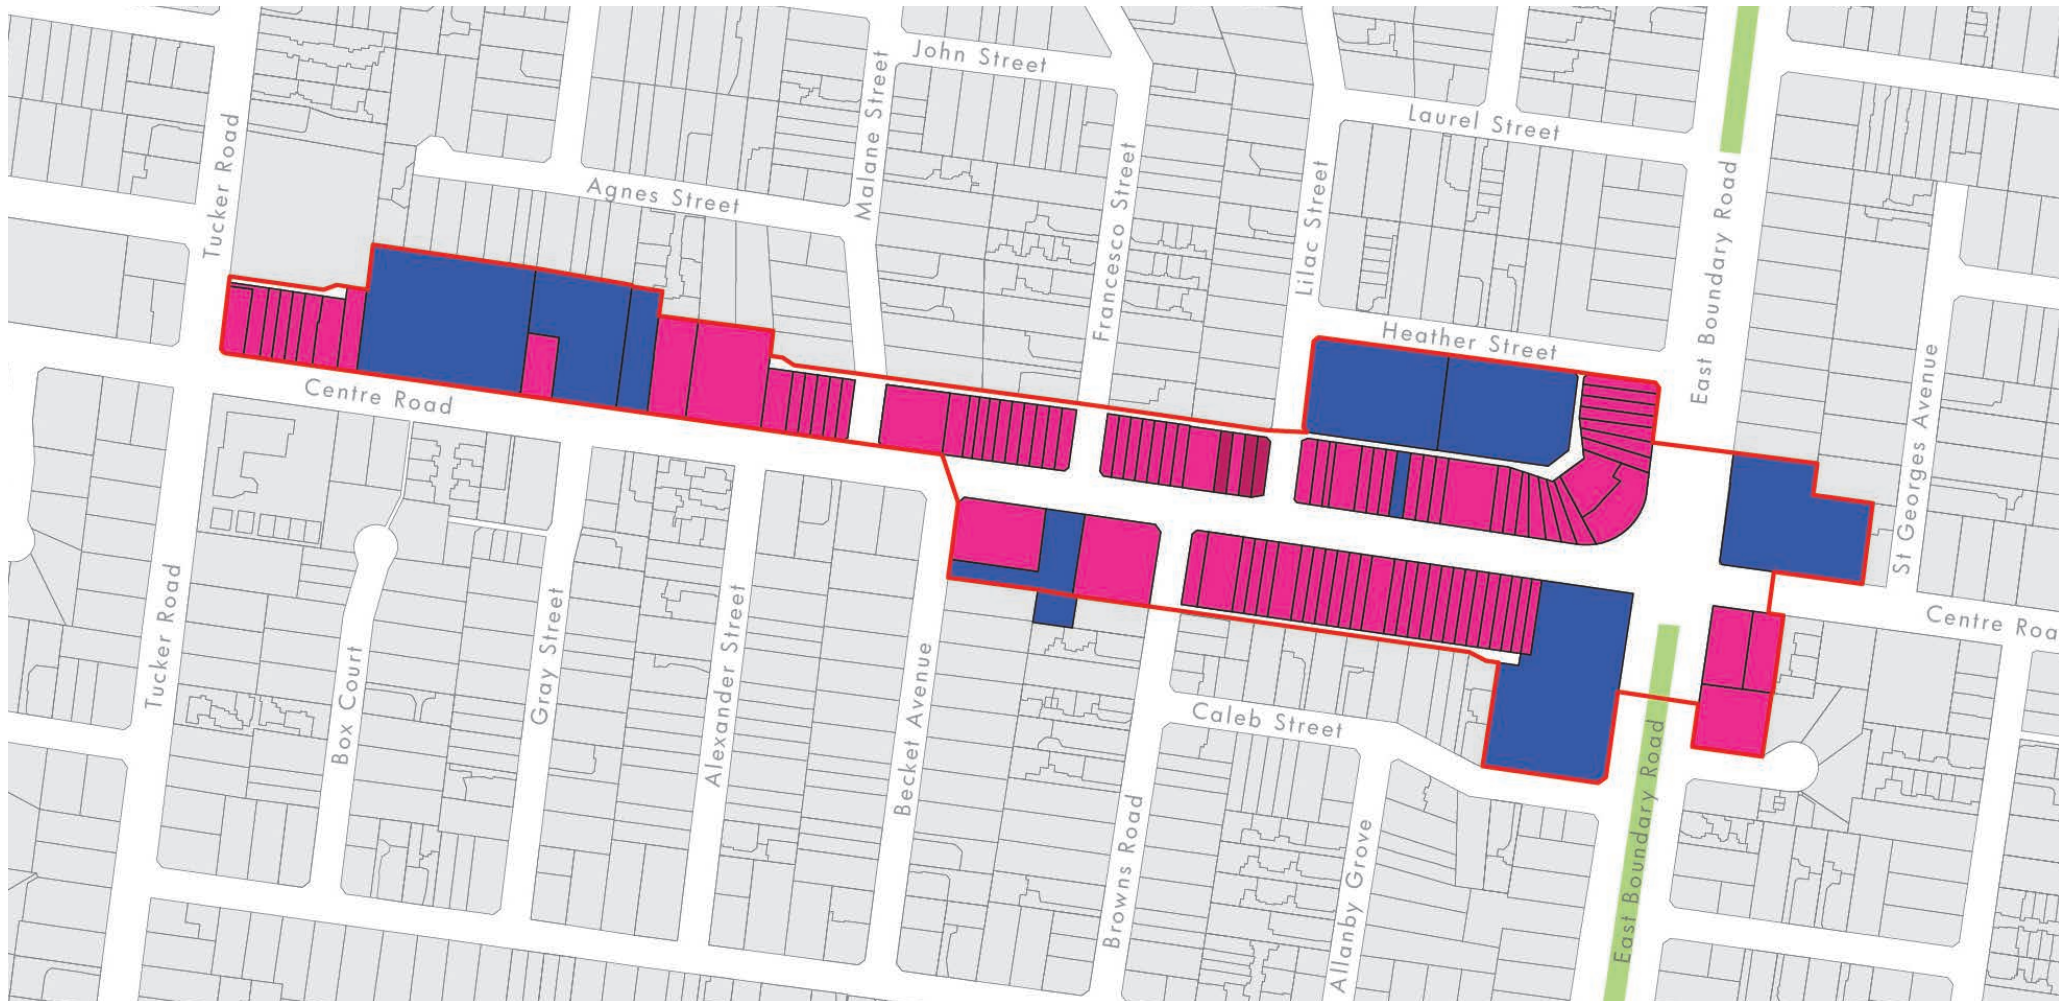 John Street
Laurel Street
Malane Street
Tucker Road
Francesco Street
Lilac Street
East Boundary Road
Agnes Street
Heather Street
Centre Road
St Georges Avenue
Centre Roa
Tucker Road
Box Court
Gray Street
Alexander Street
Becket Avenue
Browns Road
Caleb Street
Allanby Grove
East Boundary Road